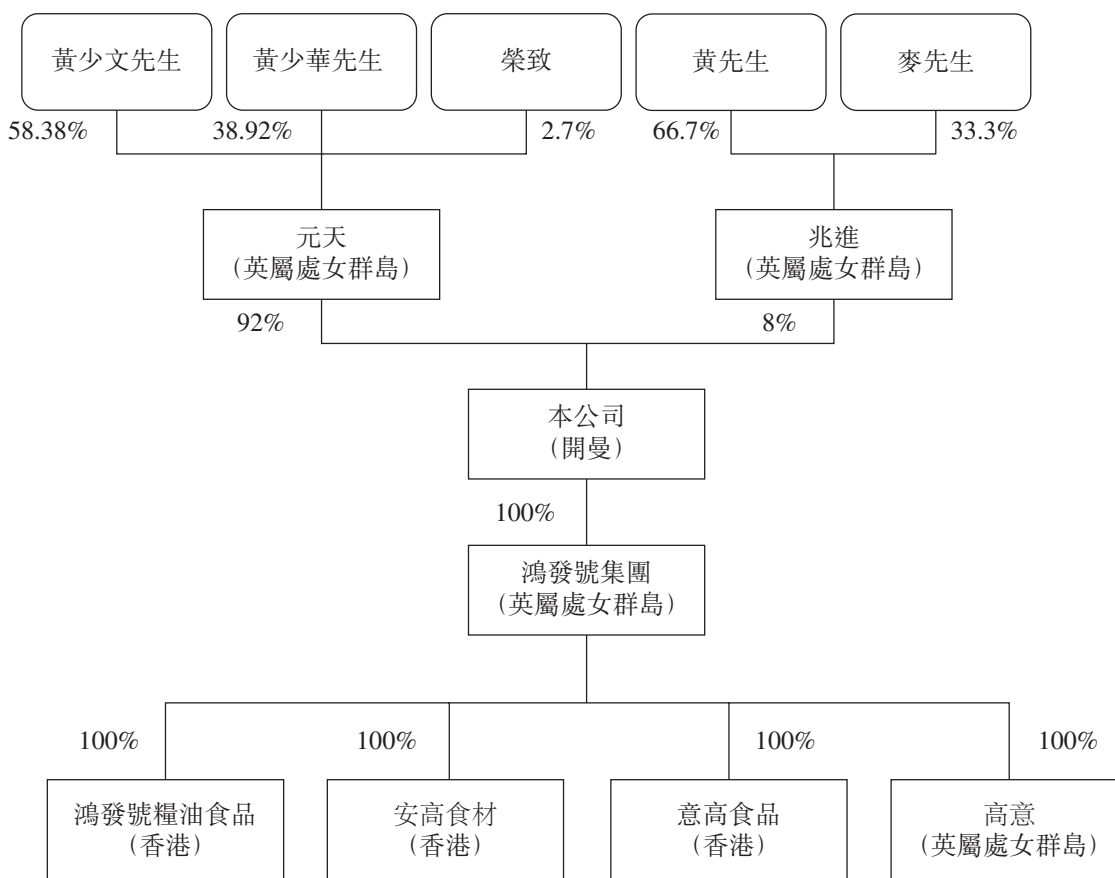 黃少文先生
黃少華先生
榮致
黃先生
麥先生
58.38%
38.92%
2.7%
66.7%
33.3%
元天
（英屬處女群島）
兆進
（英屬處女群島）
92%
8%
本公司
（開曼）
100%
鴻發號集團
（英屬處女群島）
100%
100%
100%
100%
鴻發號糧油食品
（香港）
安高食材
（香港）
意高食品
（香港）
高意
（英屬處女群島）